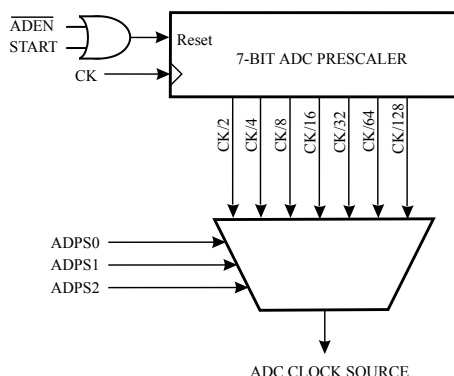 ADEN
START
Reset
7-BIT ADC PRESCALER
CK
CK/2
CK/4
CK/8
CK/16
CK/32
CK/64
CK/128
ADPS0
ADPS1
ADPS2
ADC CLOCK SOURCE